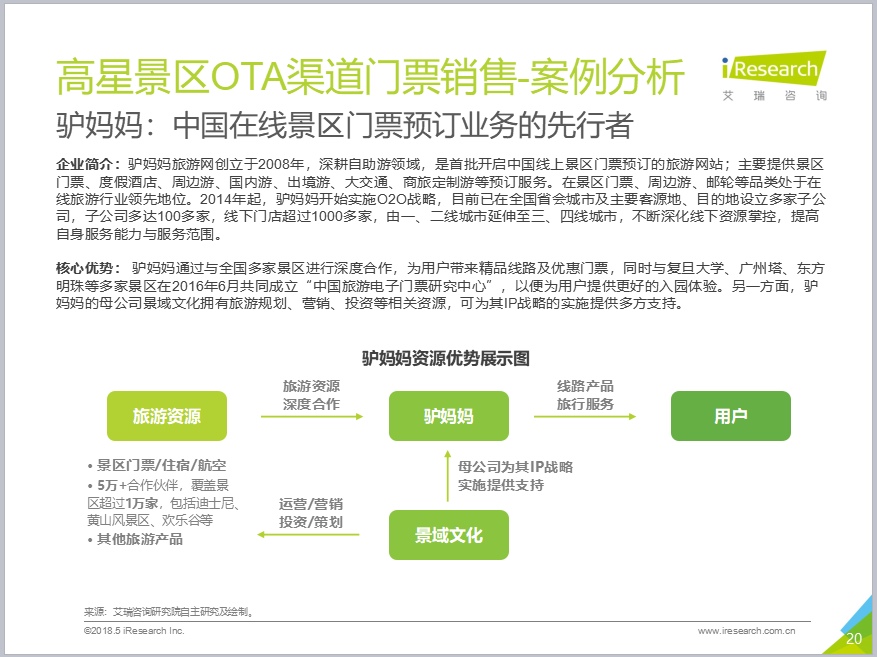 高星景区OTA渠道门票销售-案例分析
iResearch
艾瑞咨询
驴妈妈：中国在线景区门票预订业务的先行者
企业简介：驴妈妈旅游网创立于2008年，深耕自助游领域，是首批开启中国线上景区门票预订的旅游网站；主要提供景区
门票、度假酒店、周边游、国内游、出境游、大交通、商旅定制游等预订服务。在景区门票、周边游、邮轮等品类处于在
线旅游行业领先地位。2014年起，驴妈妈开始实施O2O战略，目前已在全国省会城市及主要客源地、目的地设立多家子公
司，子公司多达100多家，线下门店超过1000多家，由一、二线城市延伸至三、四线城市，不断深化线下资源掌控，提高
自身服务能力与服务范围。
核心优势： 驴妈妈通过与全国多家景区进行深度合作，为用户带来精品线路及优惠门票，同时与复旦大学、广州塔、东方
明珠等多家景区在2016年6月共同成立“中国旅游电子门票研究中心”，以便为用户提供更好的入园体验。另一方面，驴
妈妈的母公司景域文化拥有旅游规划、营销、投资等相关资源，可为其IP战略的实施提供多方支持。
驴妈妈资源优势展示图
旅游资源
旅游资源
深度合作
驴妈妈
线路产品
旅行服务
用户
• 景区门票/住宿/航空
• 5万+合作伙伴，覆盖景
区超过1万家，包括迪士尼、
黄山风景区、欢乐谷等
• 其他旅游产品
母公司为其IP战略
实施提供支持
运营/营销
投资/策划
景域文化
来源：艾瑞咨询研究院自主研究及绘制。
©2018.5 iResearch Inc.
www.iresearch.com.cn
20